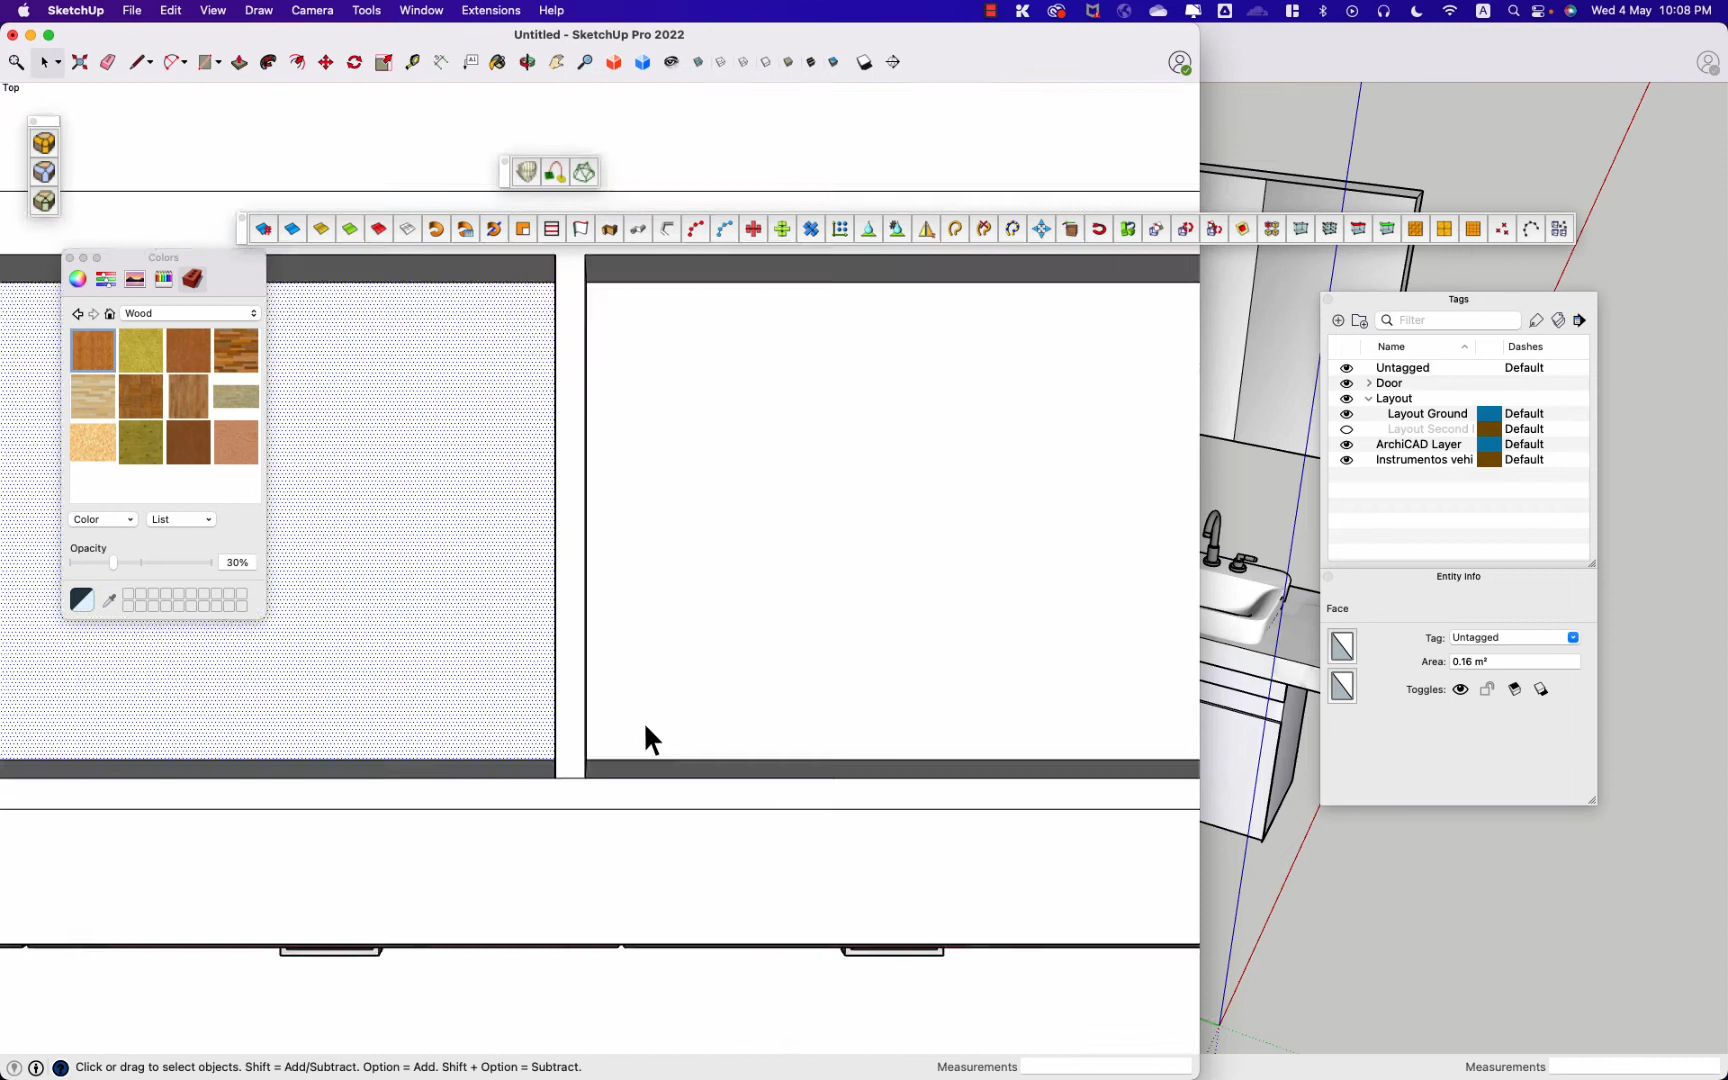 SketchUp File Edit View Draw Camera Tools Window Extensions Help Wed 4 May 10:08 PM
Untitled - SketchUp Pro 2022
Top
Colors
Wood
Color List
Opacity
30%
Tags
Filter
Name Dashes
Untagged Default
Door
Layout
Layout Ground Default
Layout Second Default
ArchiCAD Layer Default
Instrumentos vehi Default
Entity Info
Face
Tag: Untagged
Area: 0.16 m²
Toggles:
Click or drag to select objects. Shift = Add/Subtract. Option = Add. Shift + Option = Subtract. Measurements Measurements